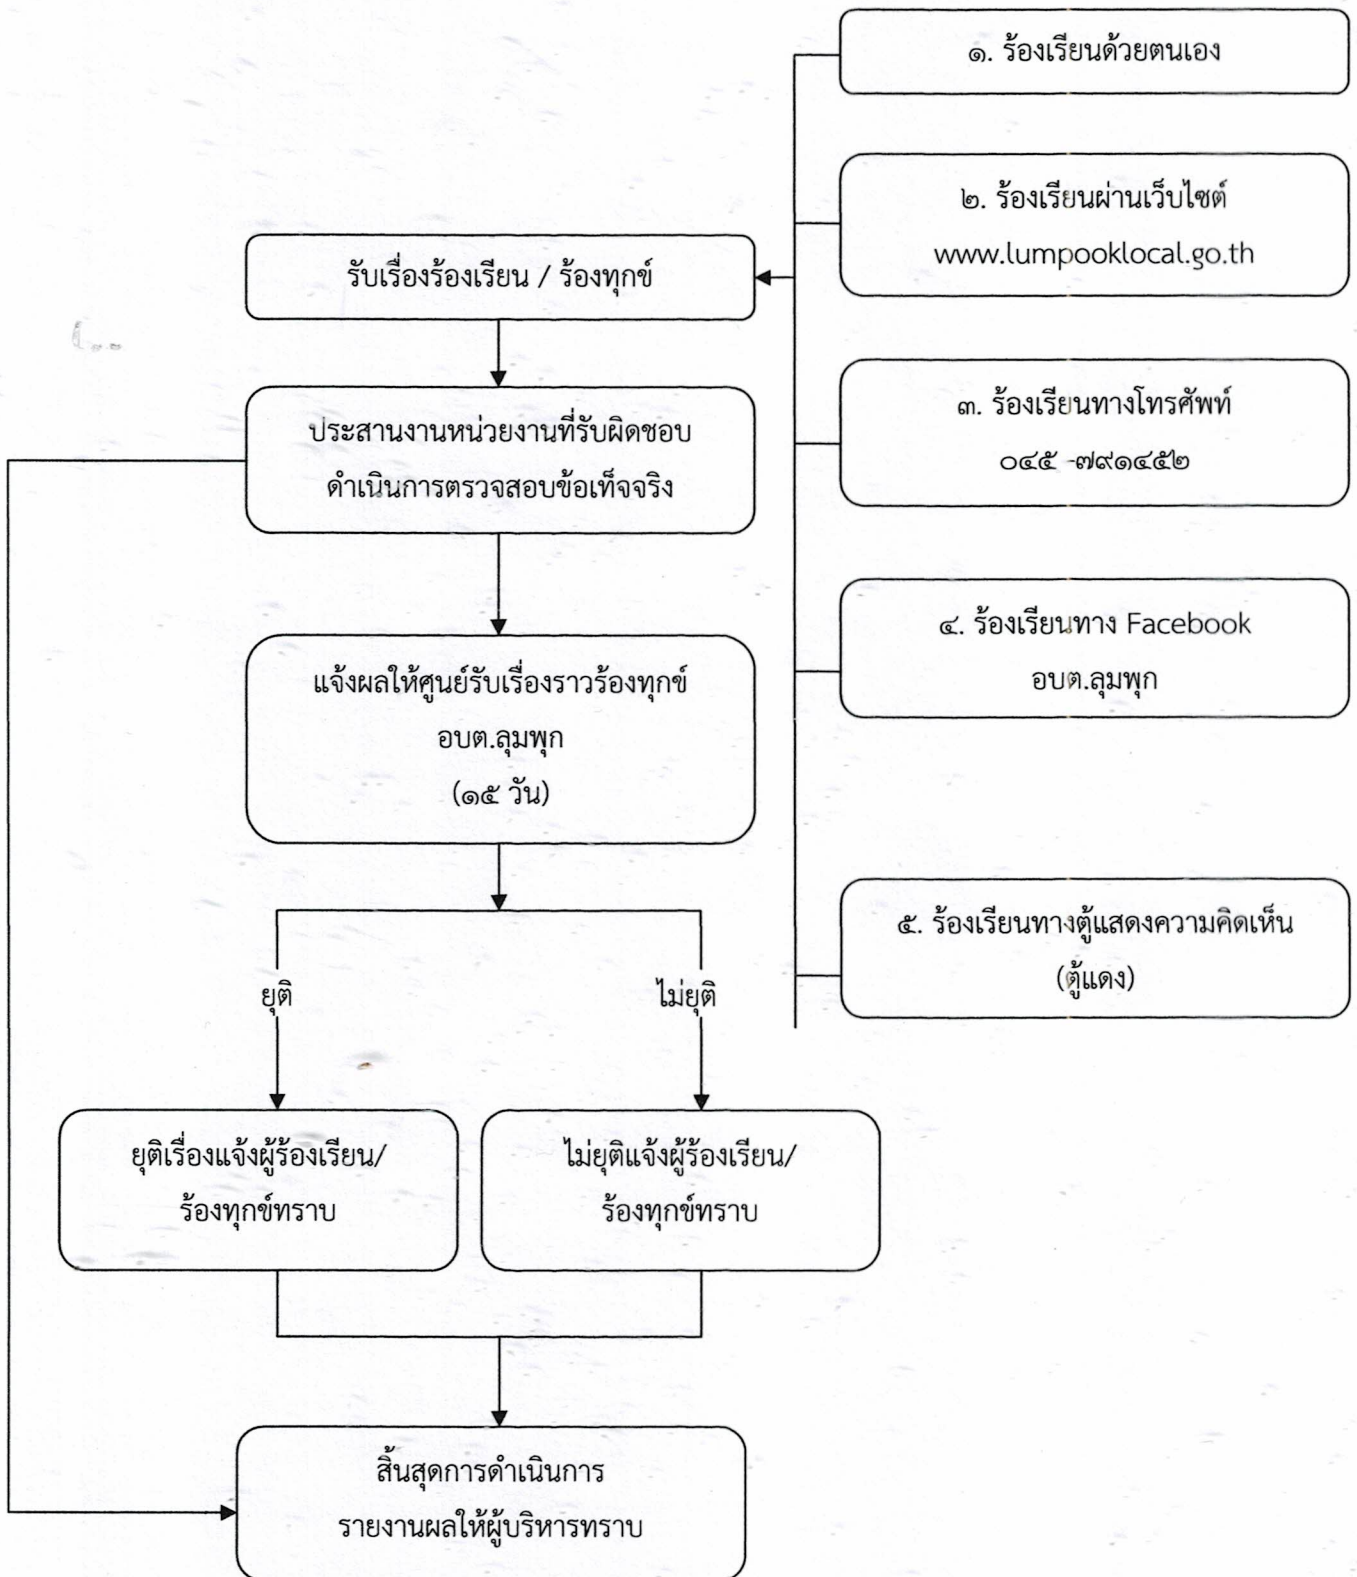 ๑. ร้องเรียนด้วยตนเอง
๒. ร้องเรียนผ่านเว็บไซต์
www.lumpooklocal.go.th
๓. ร้องเรียนทางโทรศัพท์
๐๔๕ -๗๙๑๔๕๒
๔. ร้องเรียนทาง Facebook
อบต.ลุมพุก
๕. ร้องเรียนทางตู้แสดงความคิดเห็น
(ตู้แดง)
รับเรื่องร้องเรียน / ร้องทุกข์
ประสานงานหน่วยงานที่รับผิดชอบ
ดำเนินการตรวจสอบข้อเท็จจริง
แจ้งผลให้ศูนย์รับเรื่องราวร้องทุกข์
อบต.ลุมพุก
(๑๕ วัน)
ยุติ
ไม่ยุติ
ยุติเรื่องแจ้งผู้ร้องเรียน/
ร้องทุกข์ทราบ
ไม่ยุติแจ้งผู้ร้องเรียน/
ร้องทุกข์ทราบ
สิ้นสุดการดำเนินการ
รายงานผลให้ผู้บริหารทราบ